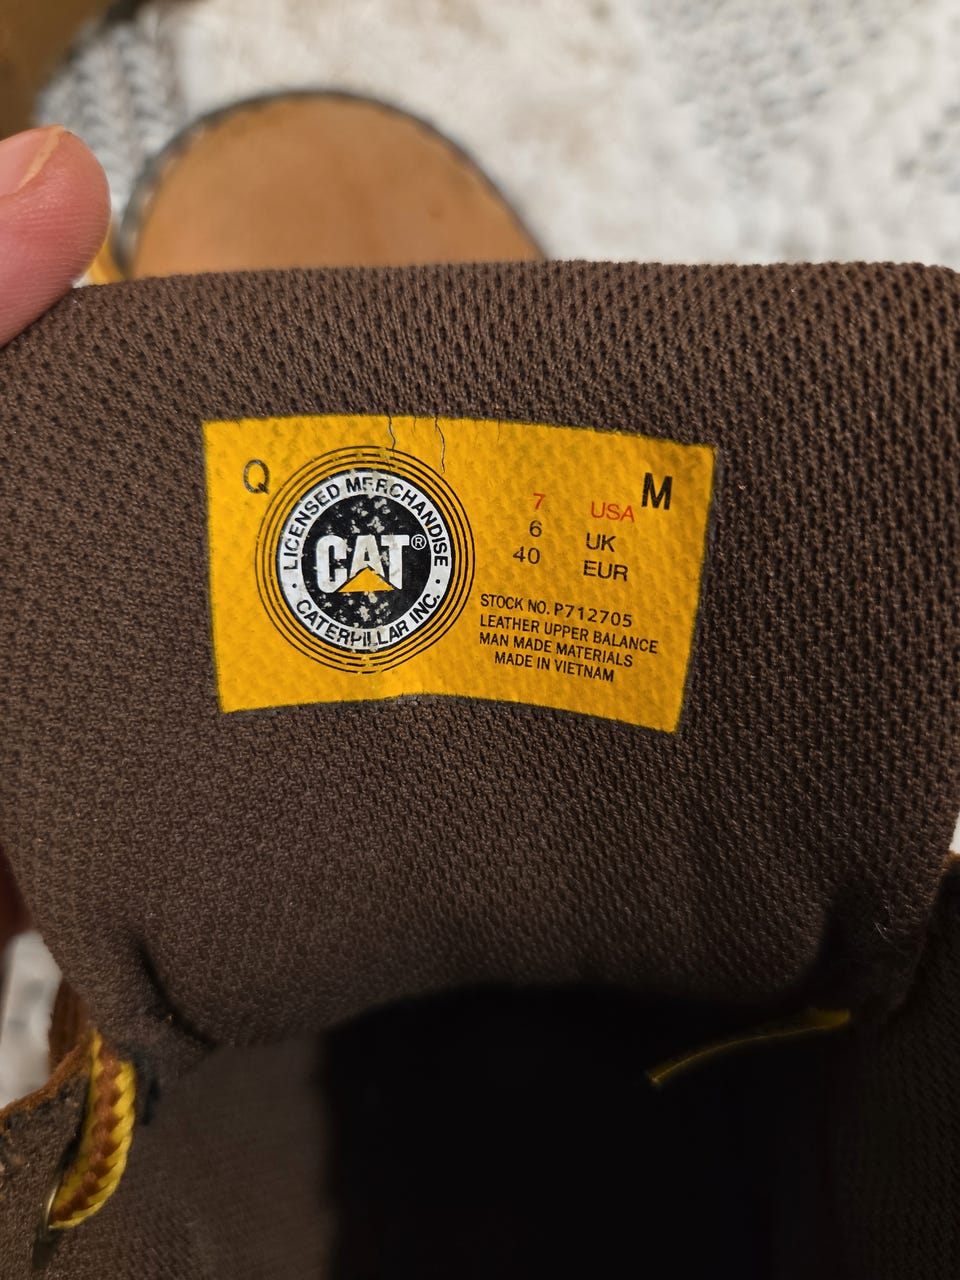 Q
LICENSED MERCHANDISE
CAT®
· CATERPILLAR INC. ·
M
7 USA
6 UK
40 EUR
STOCK NO. P712705
LEATHER UPPER BALANCE
MAN MADE MATERIALS
MADE IN VIETNAM